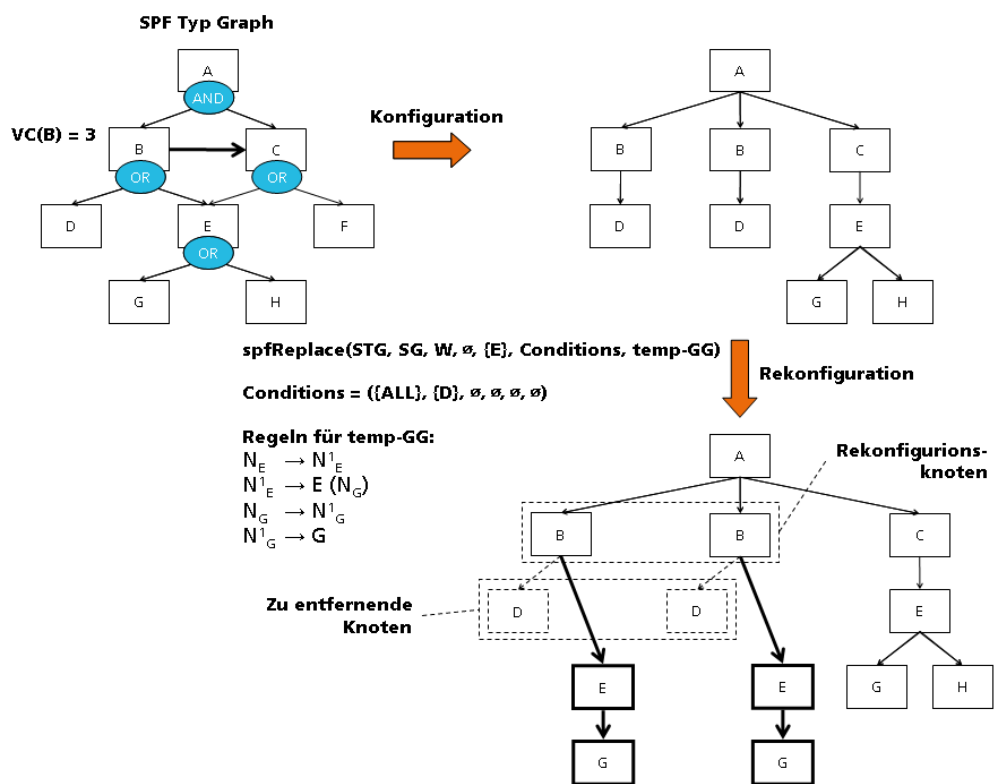 SPF Typ Graph
A
AND
VC(B) = 3
B
C
OR
OR
D
E
F
OR
G
H
Konfiguration
A
B
B
C
D
D
E
G
H
spfReplace(STG, SG, W, ø, {E}, Conditions, temp-GG)
Conditions = ({ALL}, {D}, ø, ø, ø, ø)
Rekonfiguration
Regeln für temp-GG:
N_E → N¹_E
N¹_E → E (N_G)
N_G → N¹_G
N¹_G → G
Rekonfigurions-
knoten
A
B
B
C
Zu entfernende
Knoten
D
D
E
G
H
E
E
G
G